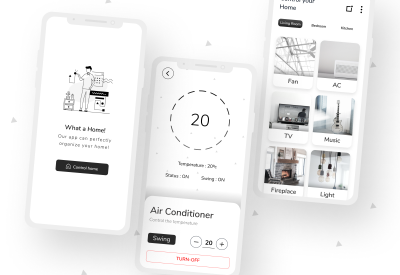 What a Home!
Our app can perfectly
organize your home!
Control home
20
Temperature : 20c
Status : ON
Swing : ON
Air Conditioner
Control the temperature
Swing
20
TURN OFF
Control your
Home
Living Room
Bedroom
Kitchen
Fan
AC
TV
Music
Fireplace
Light